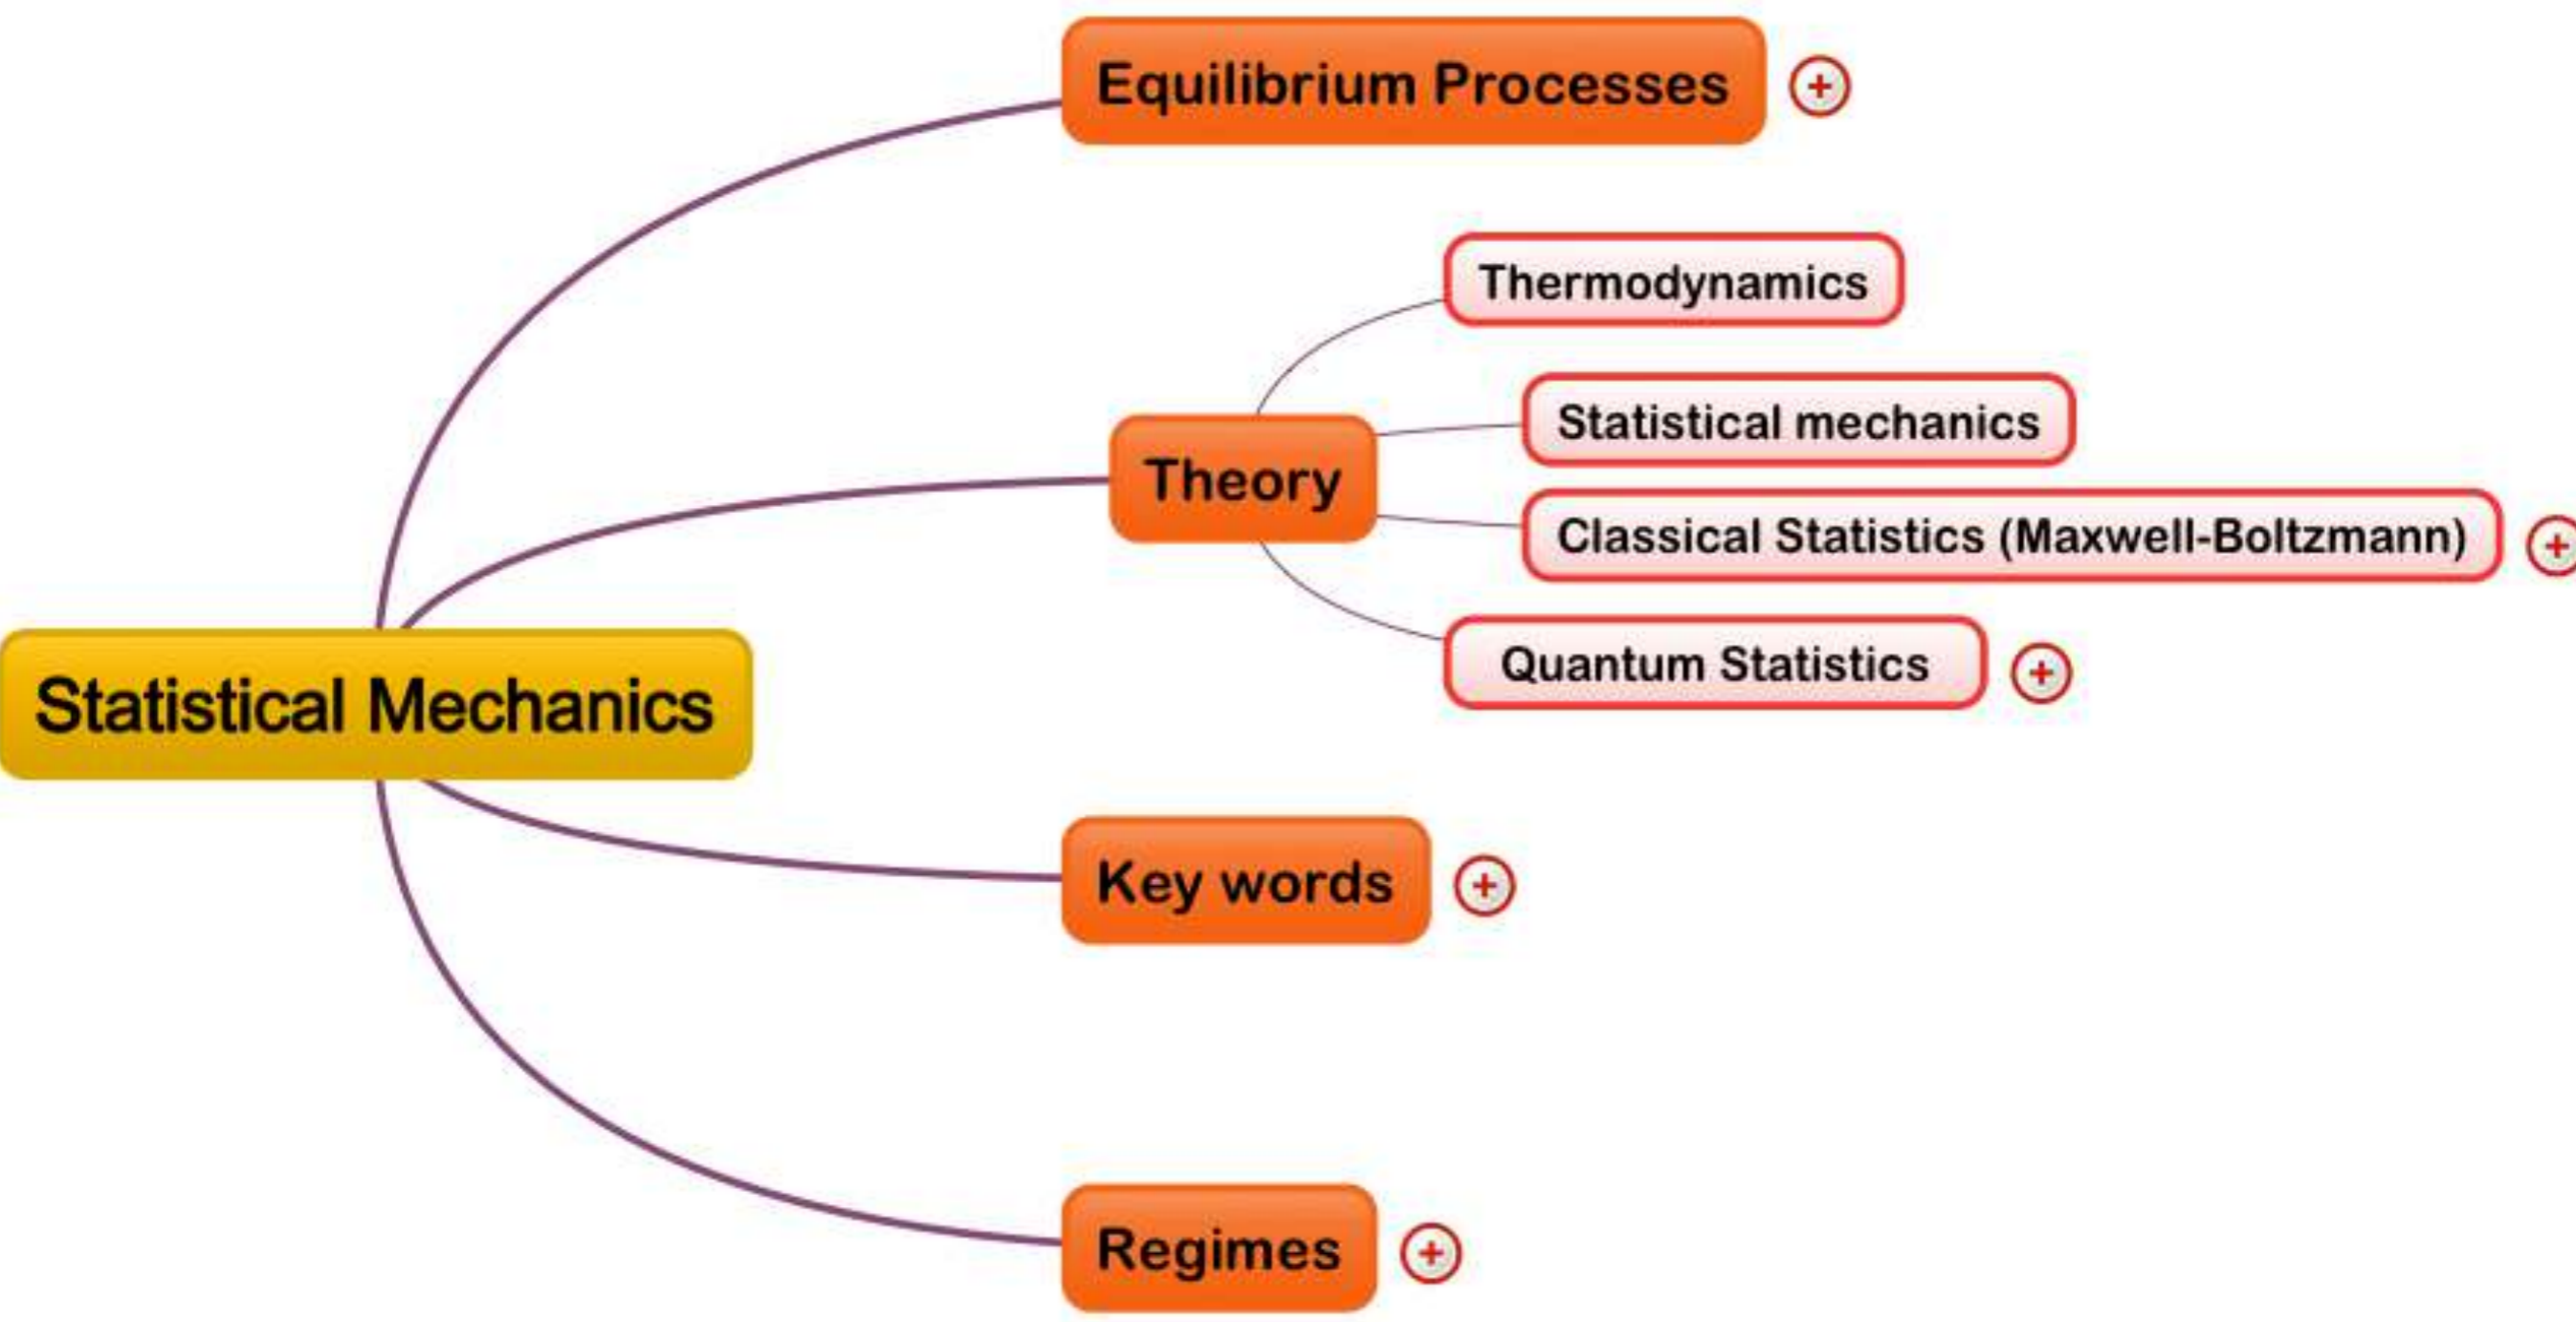 Equilibrium Processes
Thermodynamics
Statistical mechanics
Theory
Classical Statistics (Maxwell-Boltzmann)
Quantum Statistics
Statistical Mechanics
Key words
Regimes